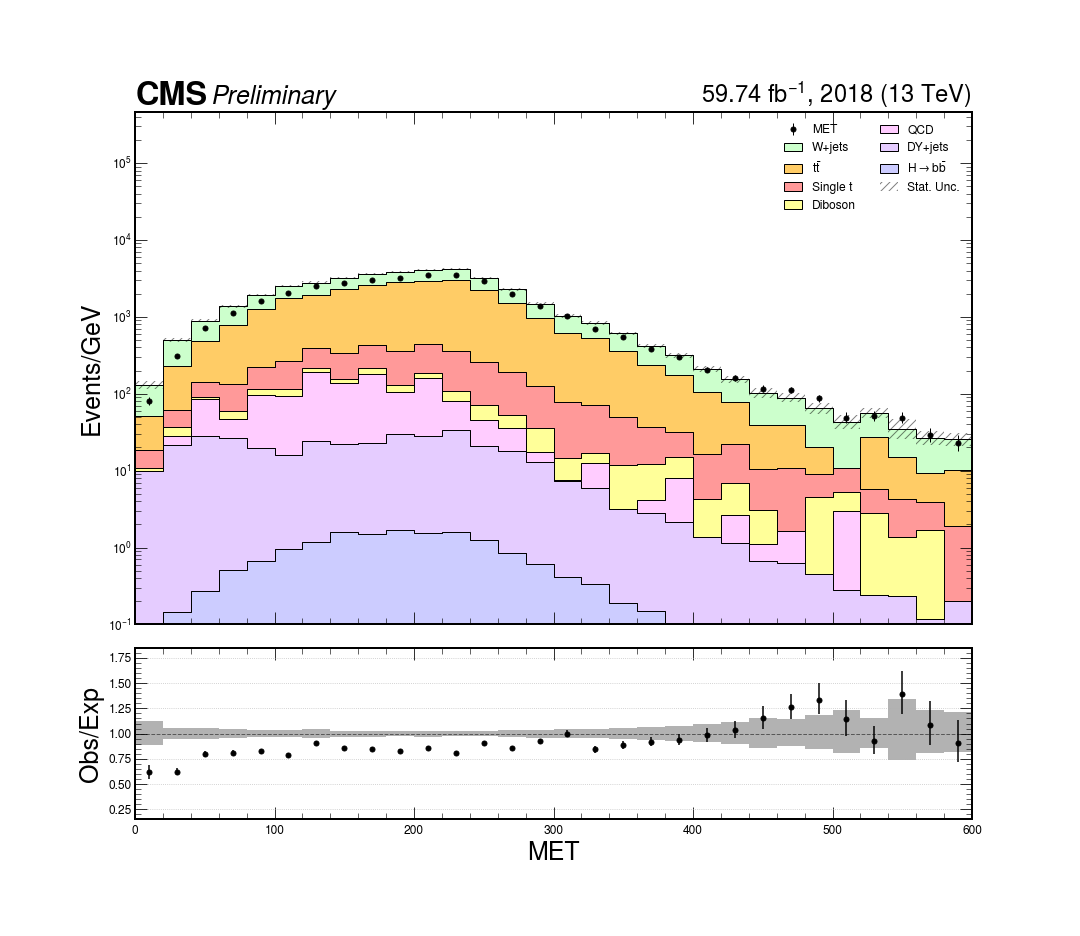 CMS Preliminary 59.74 fb⁻¹, 2018 (13 TeV)
MET QCD
W+jets DY+jets
tt̄ H→bb̄
Single t Stat. Unc.
Diboson
Events/GeV
10⁵
10⁴
10³
10²
10¹
10⁰
10⁻¹
Obs/Exp
1.75
1.50
1.25
1.00
0.75
0.50
0.25
0 100 200 300 400 500 600
MET